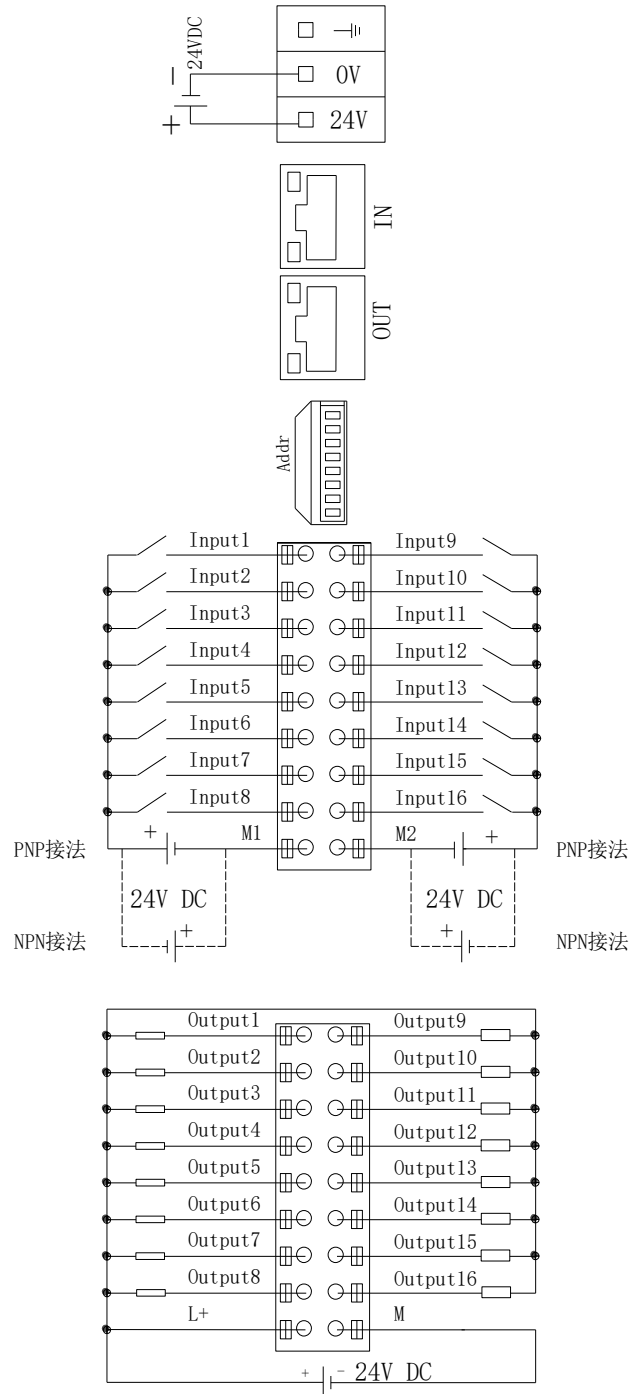 24VDC
－
0V
+
24V
IN
OUT
Addr
Input1 Input9
Input2 Input10
Input3 Input11
Input4 Input12
Input5 Input13
Input6 Input14
Input7 Input15
Input8 Input16
PNP接法 + M1 M2 + PNP接法
24V DC 24V DC
NPN接法 + + NPN接法
Output1 Output9
Output2 Output10
Output3 Output11
Output4 Output12
Output5 Output13
Output6 Output14
Output7 Output15
Output8 Output16
L+ M
+ - 24V DC